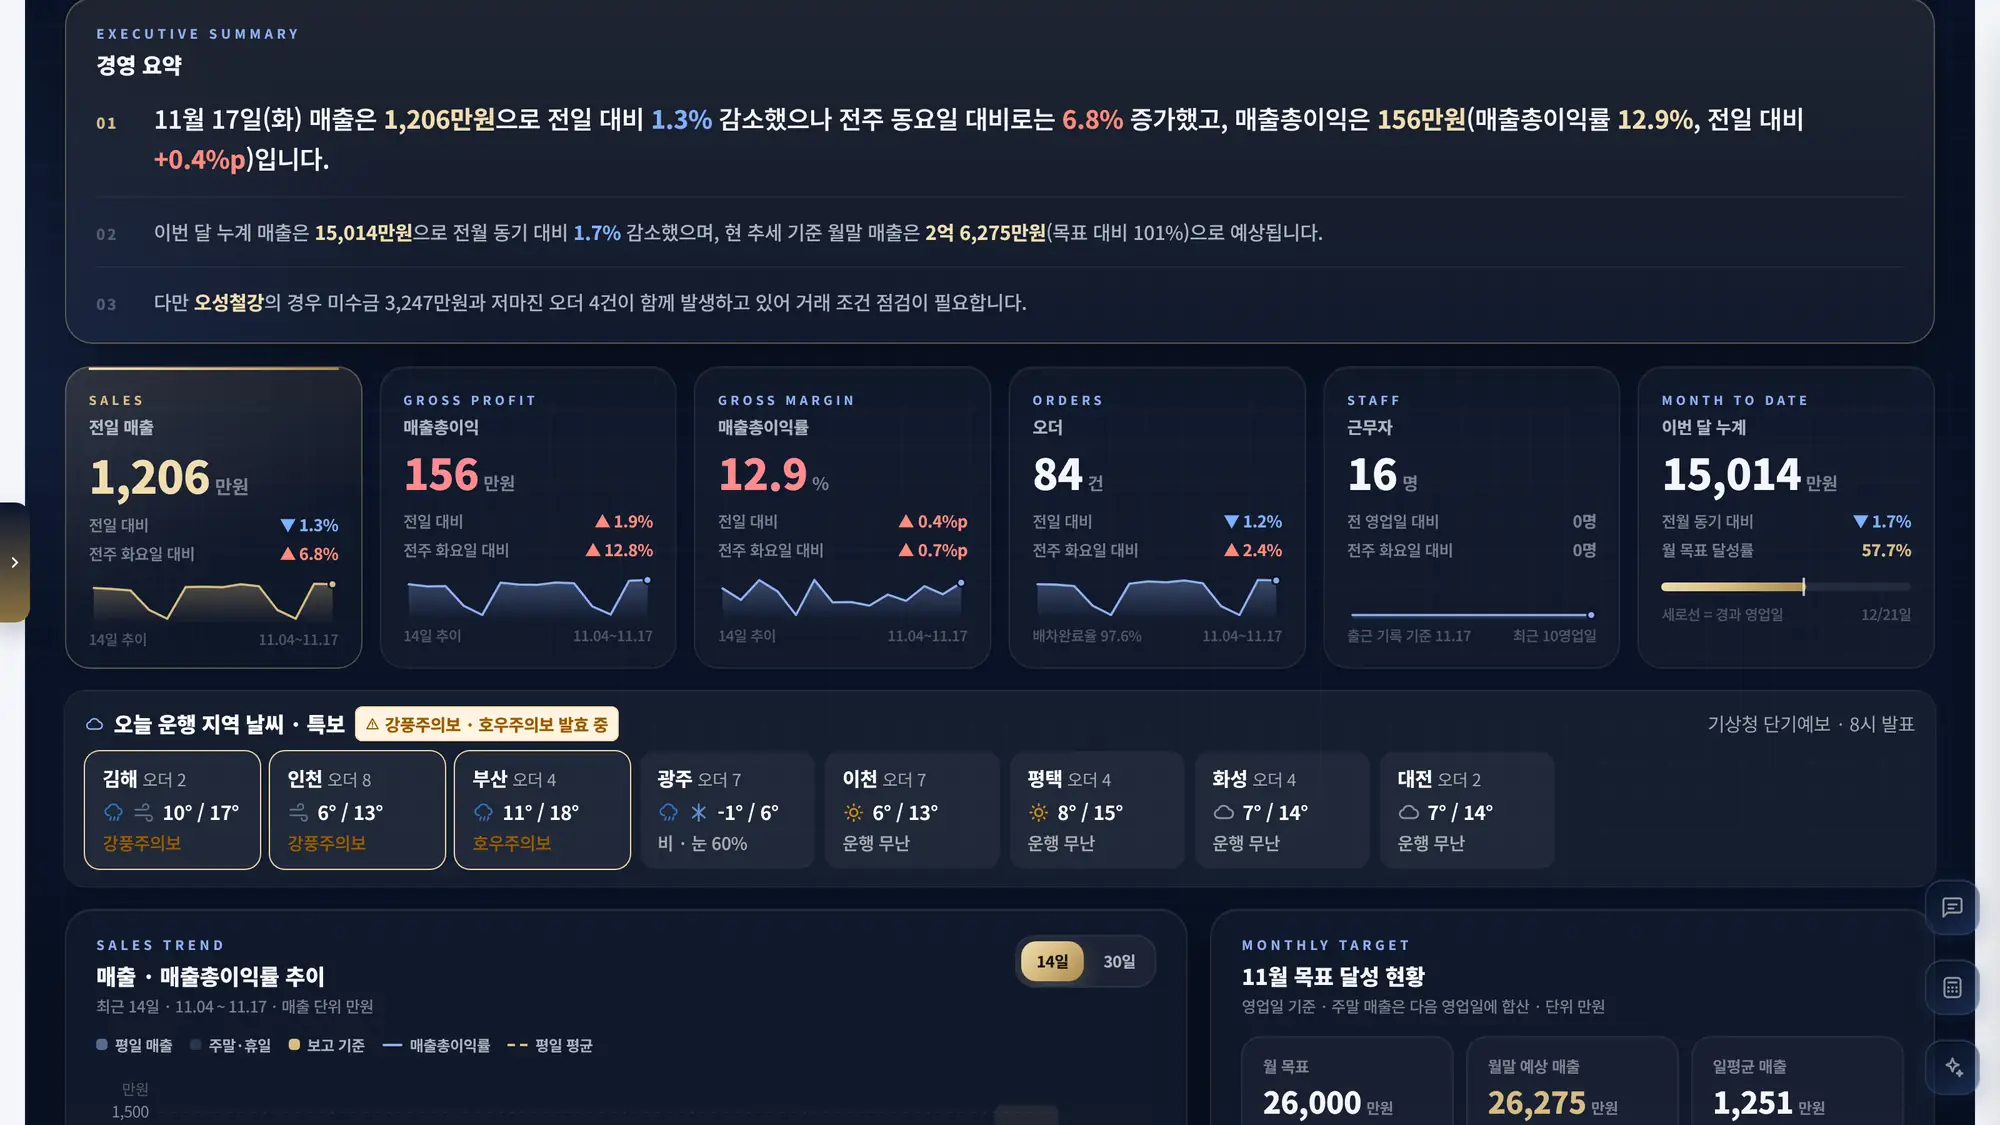 EXECUTIVE SUMMARY
경영 요약
01 11월 17일(화) 매출은 1,206만원으로 전일 대비 1.3% 감소했으나 전주 동요일 대비로는 6.8% 증가했고, 매출총이익은 156만원(매출총이익률 12.9%, 전일 대비
+0.4%p)입니다.
02 이번 달 누계 매출은 15,014만원으로 전월 동기 대비 1.7% 감소했으며, 현 추세 기준 월말 매출은 2억 6,275만원(목표 대비 101%)으로 예상됩니다.
03 다만 오성철강의 경우 미수금 3,247만원과 저마진 오더 4건이 함께 발생하고 있어 거래 조건 점검이 필요합니다.
SALES
전일 매출
1,206 만원
전일 대비 ▼1.3%
전주 화요일 대비 ▲6.8%
14일 추이 11.04~11.17
GROSS PROFIT
매출총이익
156 만원
전일 대비 ▲1.9%
전주 화요일 대비 ▲12.8%
14일 추이 11.04~11.17
GROSS MARGIN
매출총이익률
12.9 %
전일 대비 ▲0.4%p
전주 화요일 대비 ▲0.7%p
14일 추이 11.04~11.17
ORDERS
오더
84 건
전일 대비 ▼1.2%
전주 화요일 대비 ▲2.4%
배차완료율 97.6% 11.04~11.17
STAFF
근무자
16 명
전 영업일 대비 0명
전주 화요일 대비 0명
출근 기록 기준 11.17 최근 10영업일
MONTH TO DATE
이번 달 누계
15,014 만원
전월 동기 대비 ▼1.7%
월 목표 달성률 57.7%
세로선 = 경과 영업일 12/21일
오늘 운행 지역 날씨 · 특보 ⚠ 강풍주의보 · 호우주의보 발효 중 기상청 단기예보 · 8시 발표
김해 오더 2
10° / 17°
강풍주의보
인천 오더 8
6° / 13°
강풍주의보
부산 오더 4
11° / 18°
호우주의보
광주 오더 7
-1° / 6°
비 · 눈 60%
이천 오더 7
6° / 13°
운행 무난
평택 오더 4
8° / 15°
운행 무난
화성 오더 4
7° / 14°
운행 무난
대전 오더 2
7° / 14°
운행 무난
SALES TREND
매출 · 매출총이익률 추이
최근 14일 · 11.04 ~ 11.17 · 매출 단위 만원
14일 30일
평일 매출 주말·휴일 보고 기준 매출총이익률 평일 평균
만원
1,500
MONTHLY TARGET
11월 목표 달성 현황
영업일 기준 · 주말 매출은 다음 영업일에 합산 · 단위 만원
월 목표
26,000 만원
월말 예상 매출
26,275 만원
일평균 매출
1,251 만원